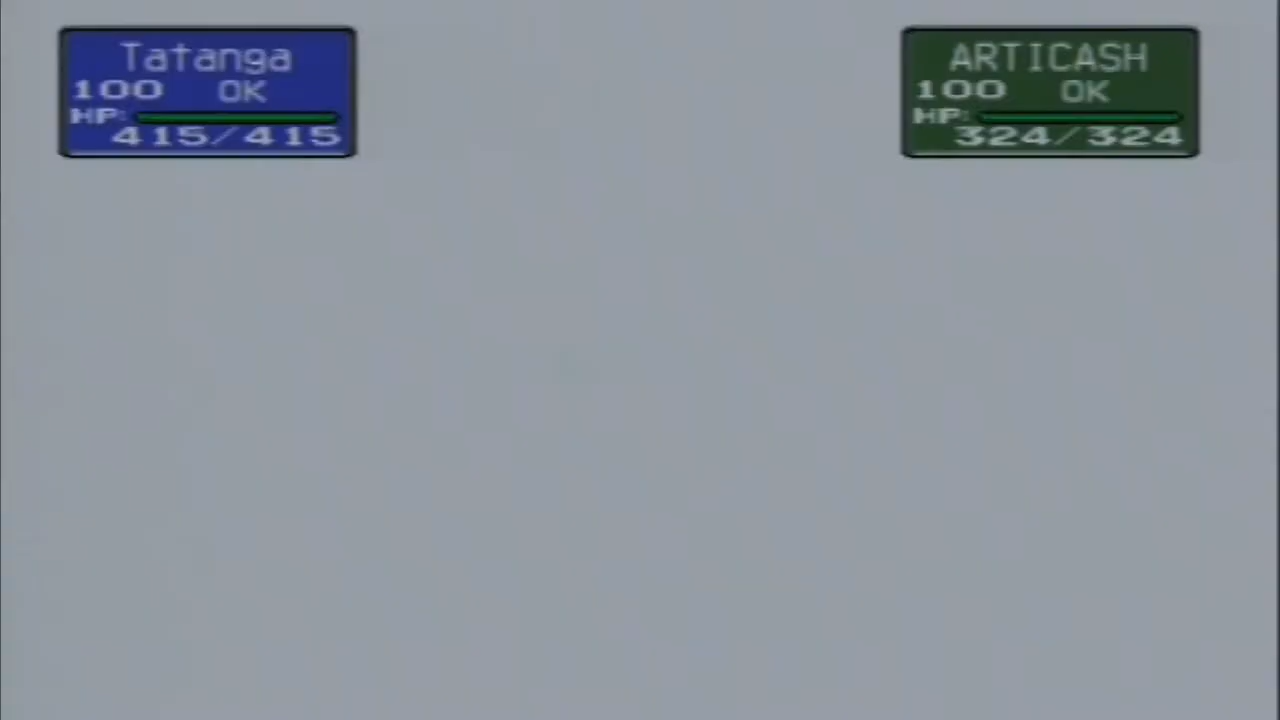 Tatanga
100 OK
HP:
415/415
ARTICASH
100 OK
HP:
324/324